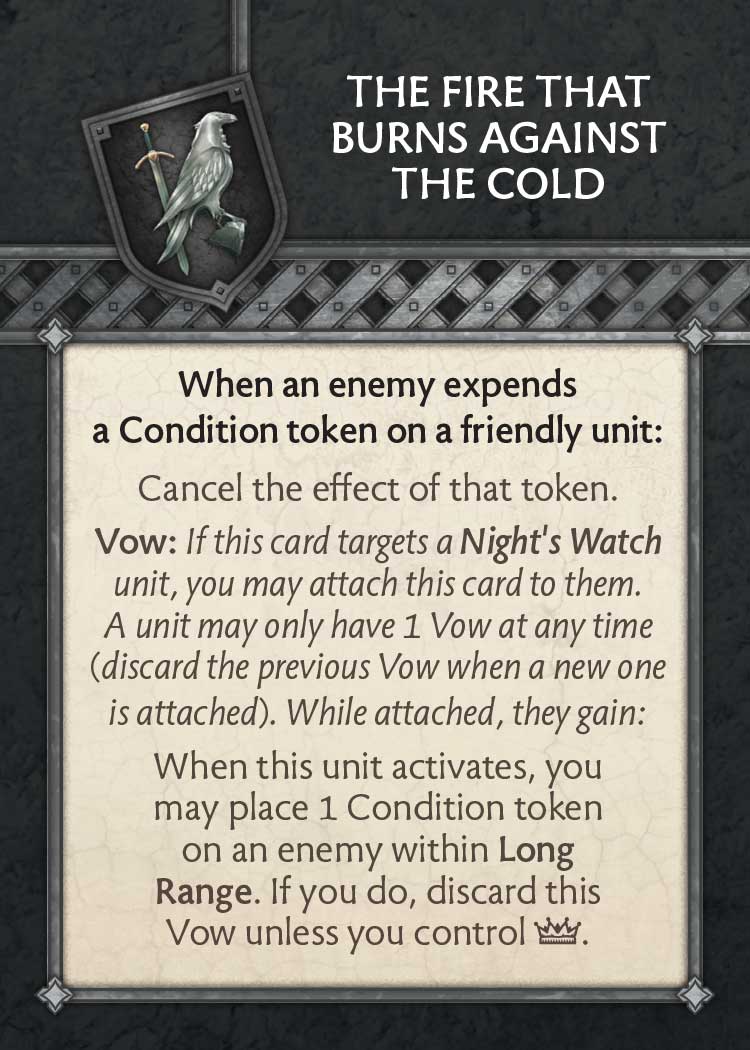 THE FIRE THAT
BURNS AGAINST
THE COLD
When an enemy expends
a Condition token on a friendly unit:
Cancel the effect of that token.
Vow: If this card targets a Night's Watch
unit, you may attach this card to them.
A unit may only have 1 Vow at any time
(discard the previous Vow when a new one
is attached). While attached, they gain:
When this unit activates, you
may place 1 Condition token
on an enemy within Long
Range. If you do, discard this
Vow unless you control .